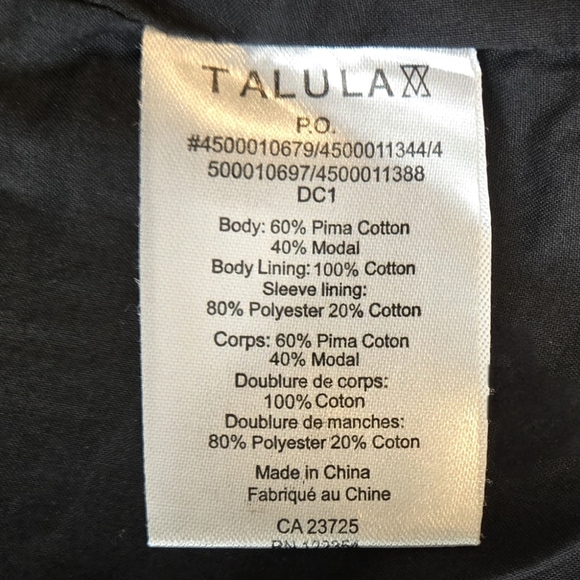 TALULA
P.O.
#4500010679/4500011344/4
500010697/4500011388
DC1
Body: 60% Pima Cotton
40% Modal
Body Lining: 100% Cotton
Sleeve lining:
80% Polyester 20% Cotton
Corps: 60% Pima Coton
40% Modal
Doublure de corps:
100% Coton
Doublure de manches:
80% Polyester 20% Coton
Made in China
Fabriqué au Chine
CA 23725